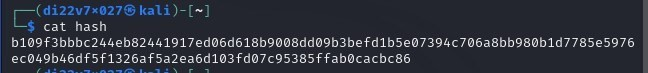 ┌──(di22v7×027㉿kali)-[~]
└─$ cat hash
b109f3bbbc244eb82441917ed06d618b9008dd09b3befd1b5e07394c706a8bb980b1d7785e5976
ec049b46df5f1326af5a2ea6d103fd07c95385ffab0cacbc86